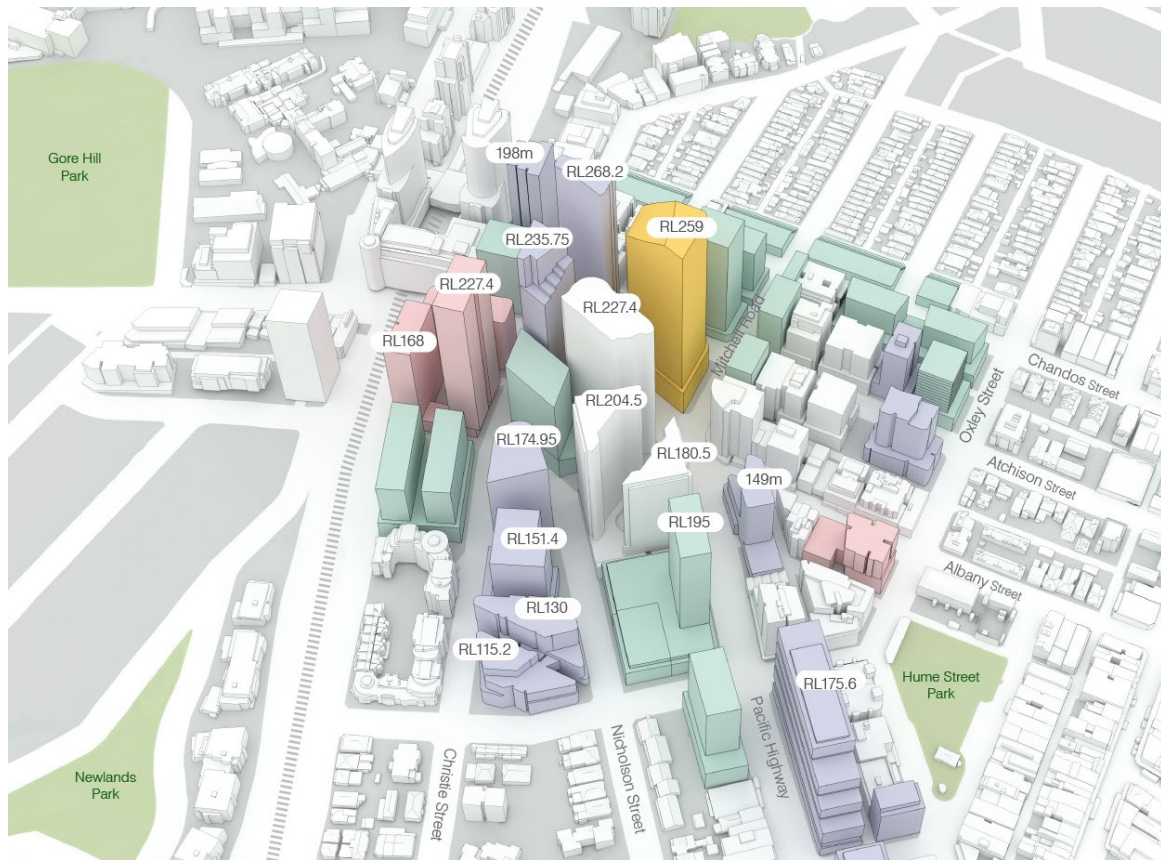 Gore Hill
Park
198m
RL268.2
RL259
RL235.75
RL227.4
RL227.4
RL168
Mitchell Road
Chandos Street
Oxley Street
RL204.5
RL174.95
RL180.5
149m
Atchison Street
RL195
RL151.4
Albany Street
RL130
RL115.2
RL175.6
Hume Street
Park
Newlands
Park
Christie Street
Nicholson Street
Pacific Highway